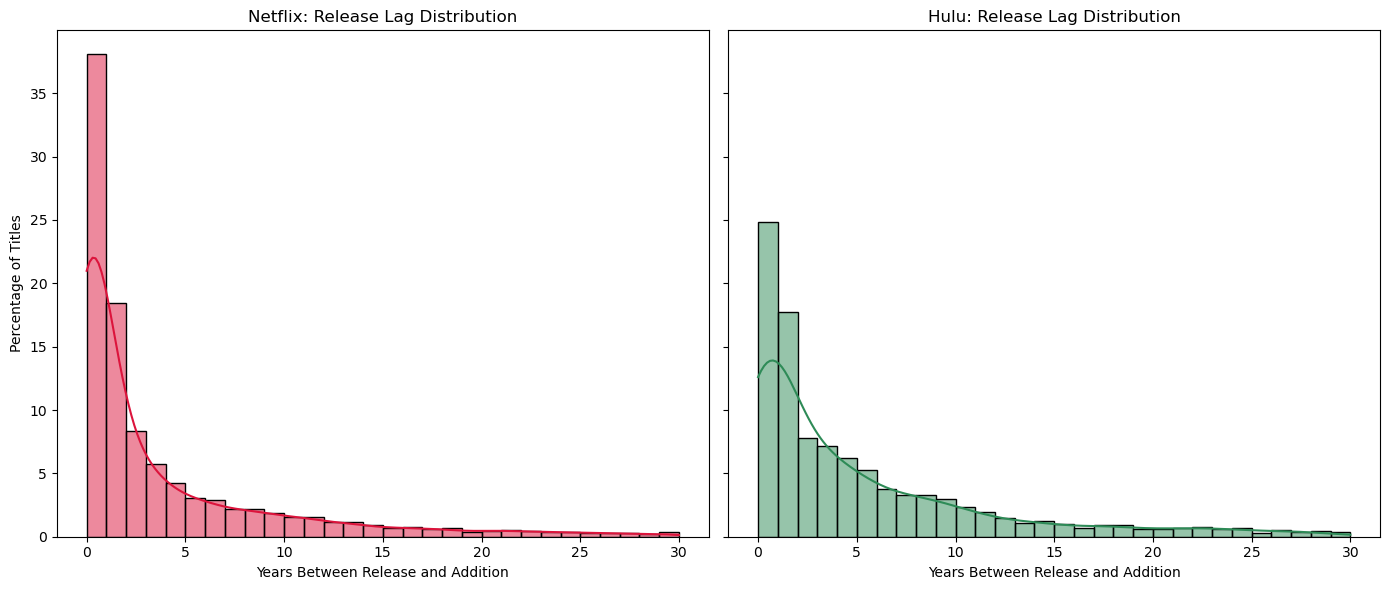 Netflix: Release Lag Distribution
Percentage of Titles
35
30
25
20
15
10
5
0
0 5 10 15 20 25 30
Years Between Release and Addition
Hulu: Release Lag Distribution
0 5 10 15 20 25 30
Years Between Release and Addition